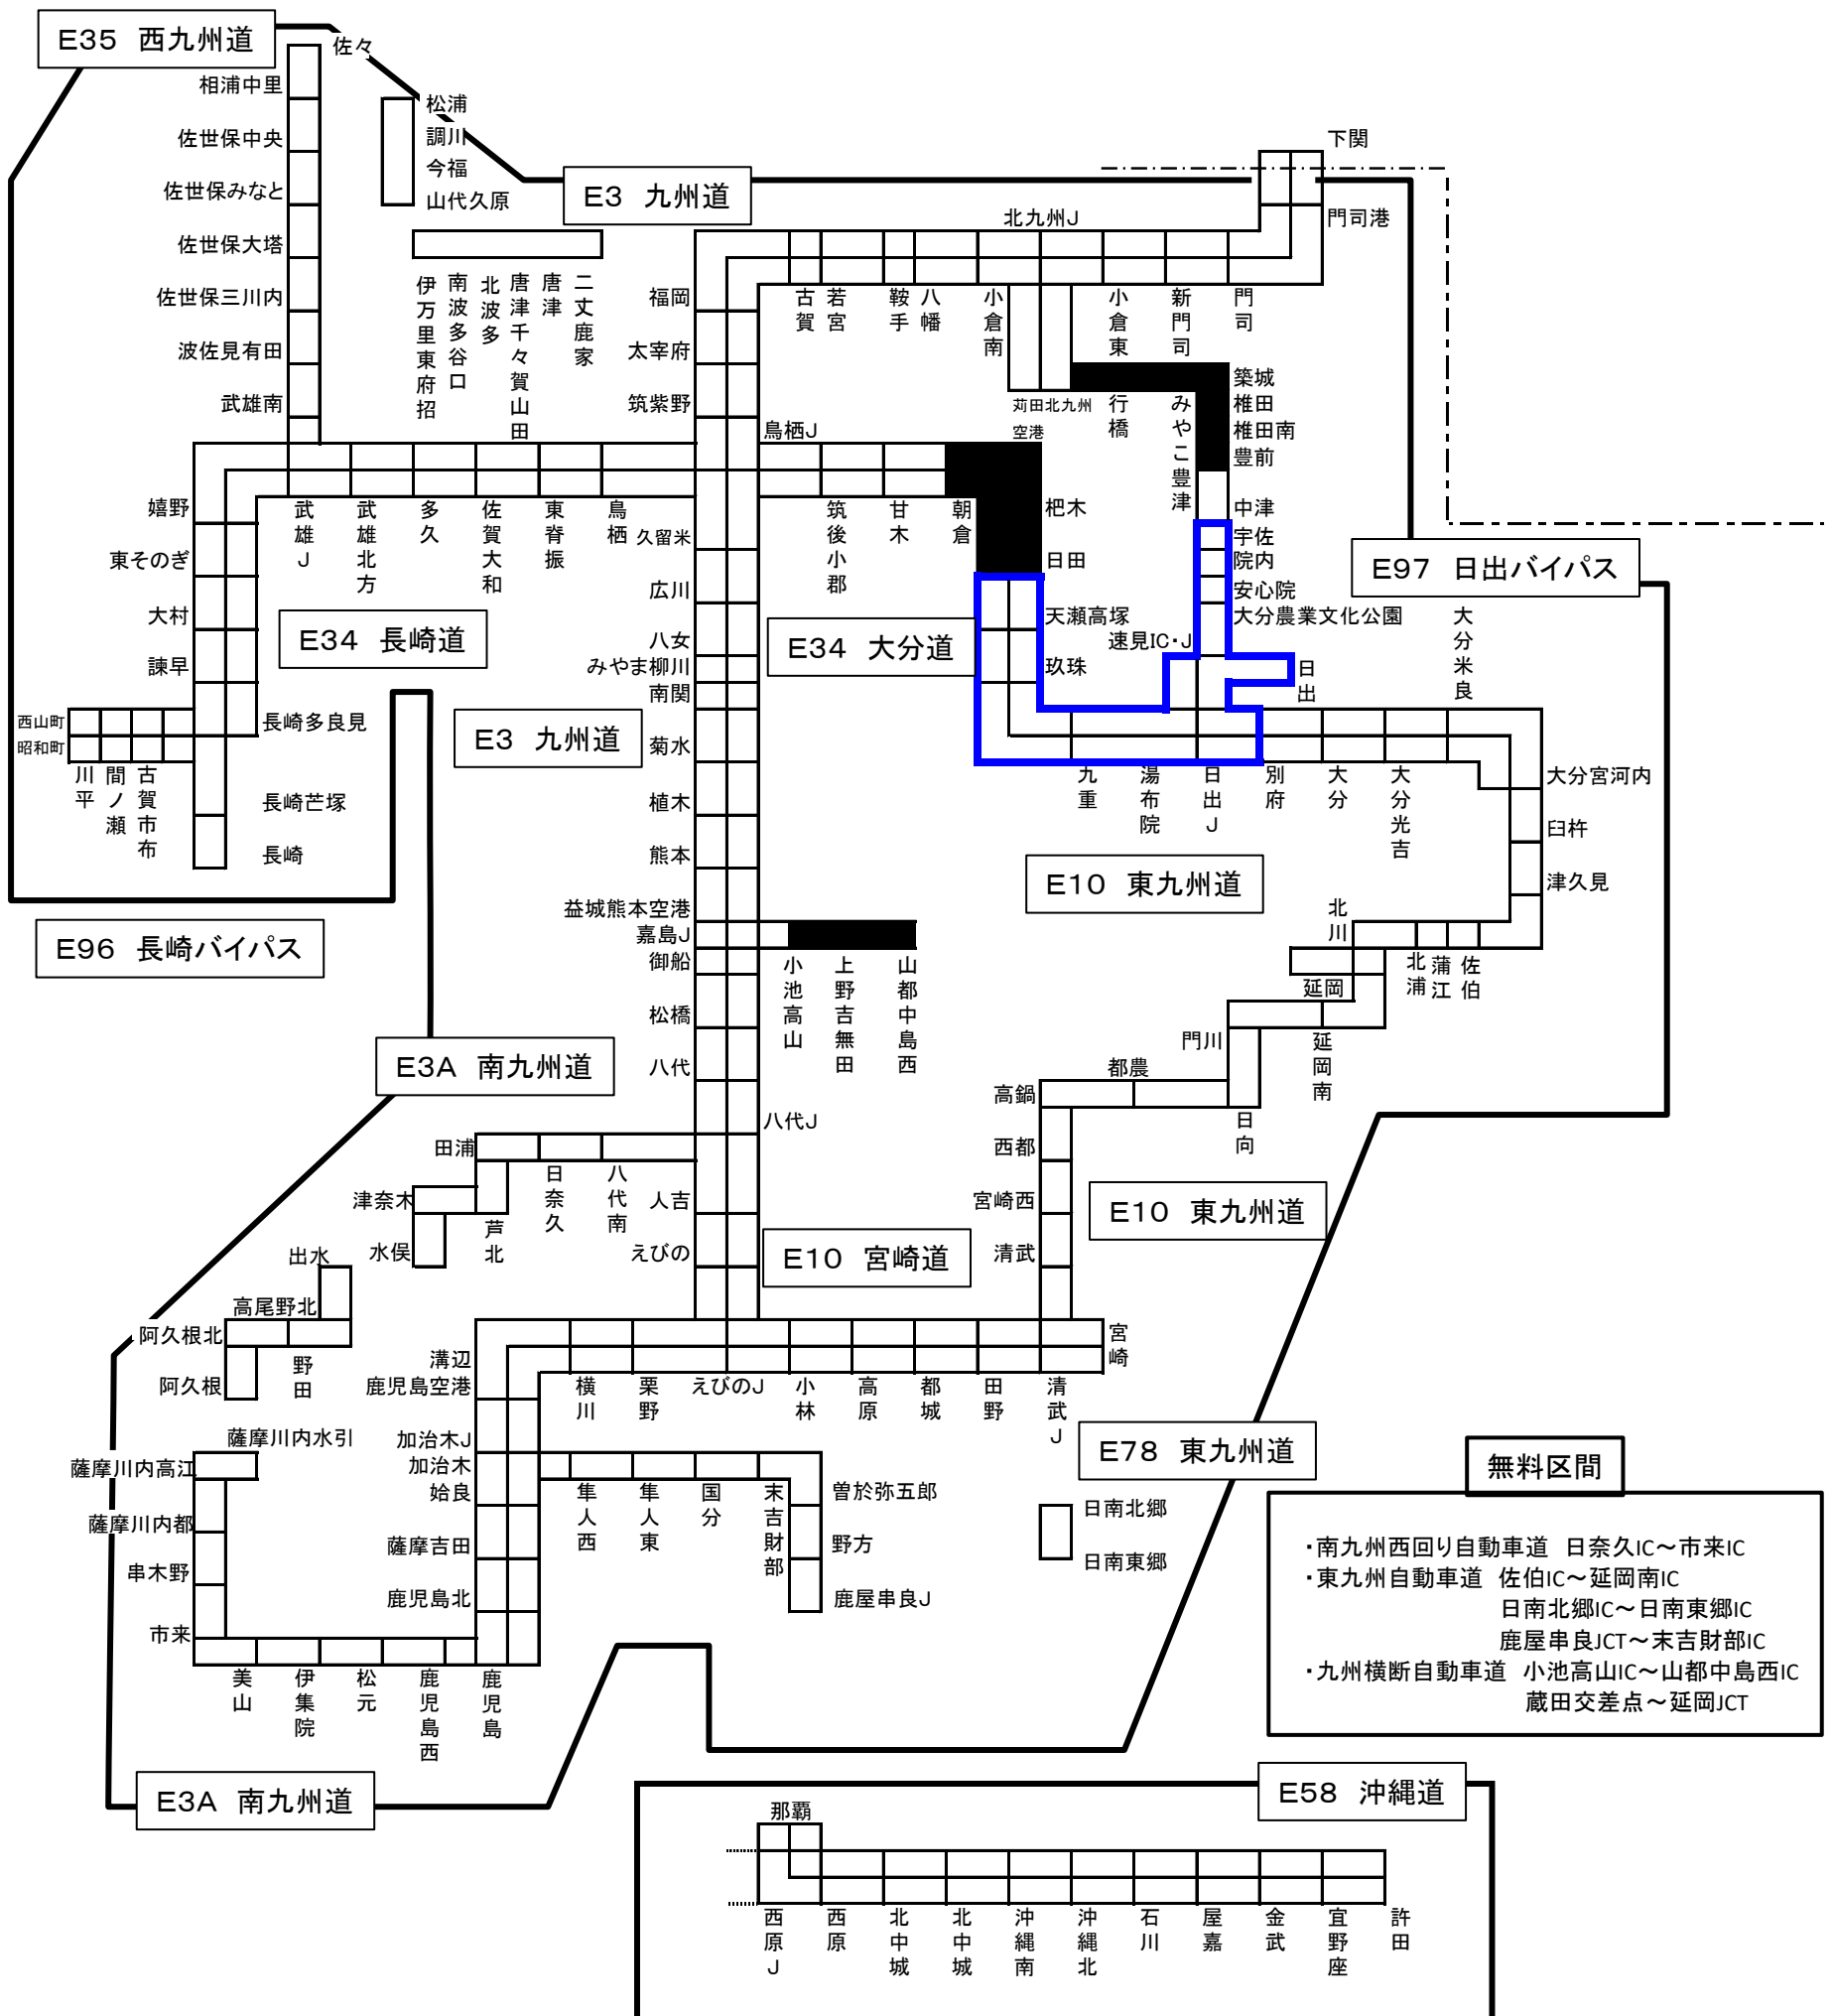 E35 西九州道
佐々
相浦中里
佐世保中央
佐世保みなと
佐世保大塔
佐世保三川内
波佐見有田
武雄南
松浦
調川
今福
山代久原
伊万里東府招
南波多谷口
北波多
唐津千々賀山田
唐津
二丈鹿家
E3 九州道
下関
門司港
北九州J
福岡
太宰府
筑紫野
古賀
若宮
鞍手
八幡
小倉南
小倉東
新門司
門司
苅田北九州
空港
行橋
みやこ豊津
築城
椎田
椎田南
豊前
中津
宇佐
院内
安心院
大分農業文化公園
速見IC・J
日出
E97 日出バイパス
鳥栖J
筑後小郡
甘木
朝倉
杷木
日田
天瀬高塚
玖珠
E34 大分道
嬉野
東そのぎ
大村
諫早
武雄J
武雄北方
多久
佐賀大和
東脊振
鳥栖
E34 長崎道
西山町
昭和町
川平
間ノ瀬
古賀市布
長崎多良見
長崎芒塚
長崎
E96 長崎バイパス
久留米
広川
八女
みやま柳川
南関
菊水
植木
熊本
益城熊本空港
嘉島J
御船
松橋
八代
八代J
人吉
えびの
E3 九州道
九重
湯布院
日出J
別府
大分
大分光吉
大分米良
大分宮河内
臼杵
津久見
E10 東九州道
小池高山
上野吉無田
山都中島西
北川
北浦
蒲江
佐伯
延岡
延岡南
門川
日向
都農
高鍋
西都
宮崎西
清武
E10 東九州道
E3A 南九州道
田浦
日奈久
八代南
津奈木
芦北
水俣
出水
高尾野北
阿久根北
野田
阿久根
E10 宮崎道
宮崎
溝辺
鹿児島空港
横川
栗野
えびのJ
小林
高原
都城
田野
清武J
E78 東九州道
加治木J
加治木
姶良
薩摩吉田
鹿児島北
隼人西
隼人東
国分
末吉財部
曽於弥五郎
野方
鹿屋串良J
日南北郷
日南東郷
薩摩川内水引
薩摩川内高江
薩摩川内都
串木野
市来
美山
伊集院
松元
鹿児島西
鹿児島
E3A 南九州道
無料区間
・南九州西回り自動車道 日奈久IC～市来IC
・東九州自動車道 佐伯IC～延岡南IC
日南北郷IC～日南東郷IC
鹿屋串良JCT～末吉財部IC
・九州横断自動車道 小池高山IC～山都中島西IC
蔵田交差点～延岡JCT
E58 沖縄道
那覇
西原J
西原
北中城
北中城
沖縄南
沖縄北
石川
屋嘉
金武
宜野座
許田